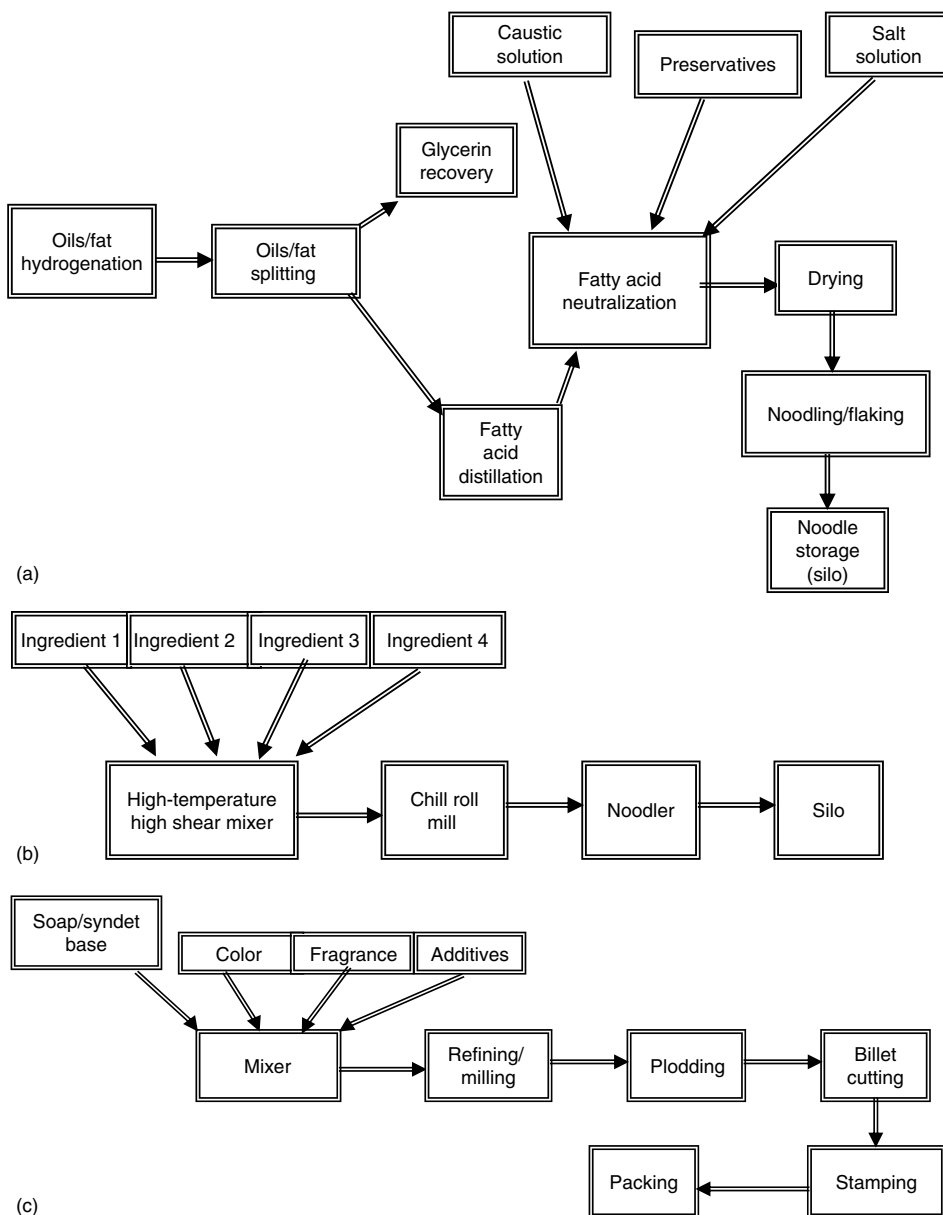 Caustic
solution
Preservatives
Salt
solution
Glycerin
recovery
Oils/fat
hydrogenation
Oils/fat
splitting
Fatty acid
neutralization
Drying
Noodling/flaking
Fatty
acid
distillation
Noodle
storage
(silo)
(a)
Ingredient 1
Ingredient 2
Ingredient 3
Ingredient 4
High-temperature
high shear mixer
Chill roll
mill
Noodler
Silo
(b)
Soap/syndet
base
Color
Fragrance
Additives
Mixer
Refining/
milling
Plodding
Billet
cutting
Packing
Stamping
(c)